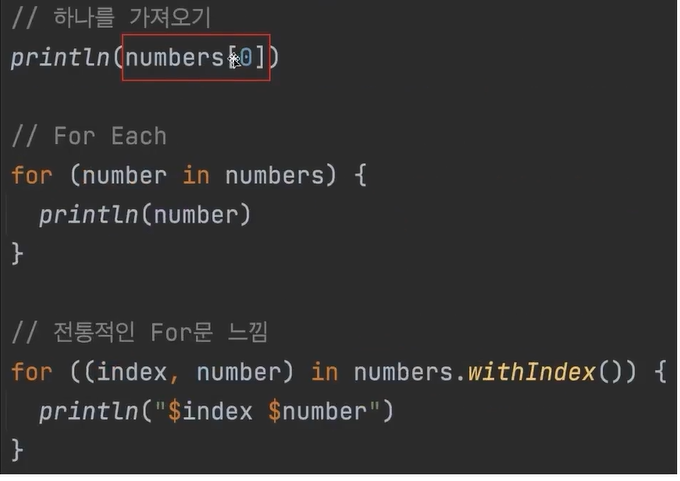 // 하나를 가져오기
println(numbers[0])
// For Each
for (number in numbers) {
println(number)
}
// 전통적인 For문 느낌
for ((index, number) in numbers.withIndex()) {
println("$index $number")
}